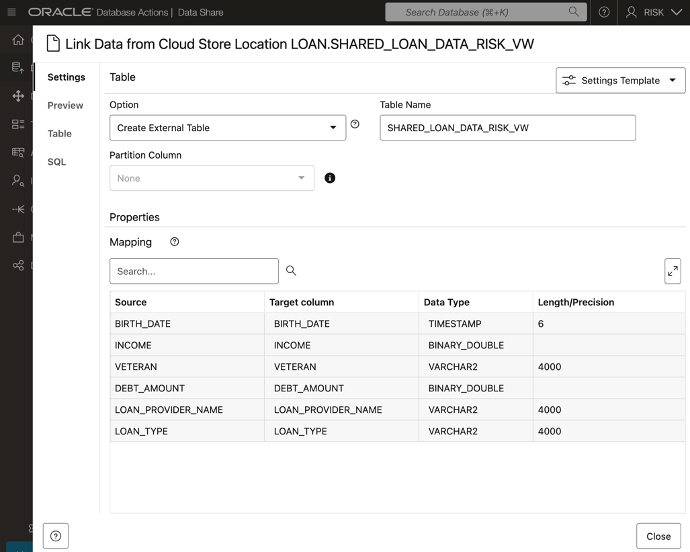 ORACLE Database Actions | Data Share
Search Database (⌘+K)
RISK
Link Data from Cloud Store Location LOAN.SHARED_LOAN_DATA_RISK_VW
Settings
Preview
Table
SQL
Table
Settings Template
Option
Table Name
Create External Table
SHARED_LOAN_DATA_RISK_VW
Partition Column
None
Properties
Mapping
Search...
Source Target column Data Type Length/Precision
BIRTH_DATE BIRTH_DATE TIMESTAMP 6
INCOME INCOME BINARY_DOUBLE
VETERAN VETERAN VARCHAR2 4000
DEBT_AMOUNT DEBT_AMOUNT BINARY_DOUBLE
LOAN_PROVIDER_NAME LOAN_PROVIDER_NAME VARCHAR2 4000
LOAN_TYPE LOAN_TYPE VARCHAR2 4000
Close